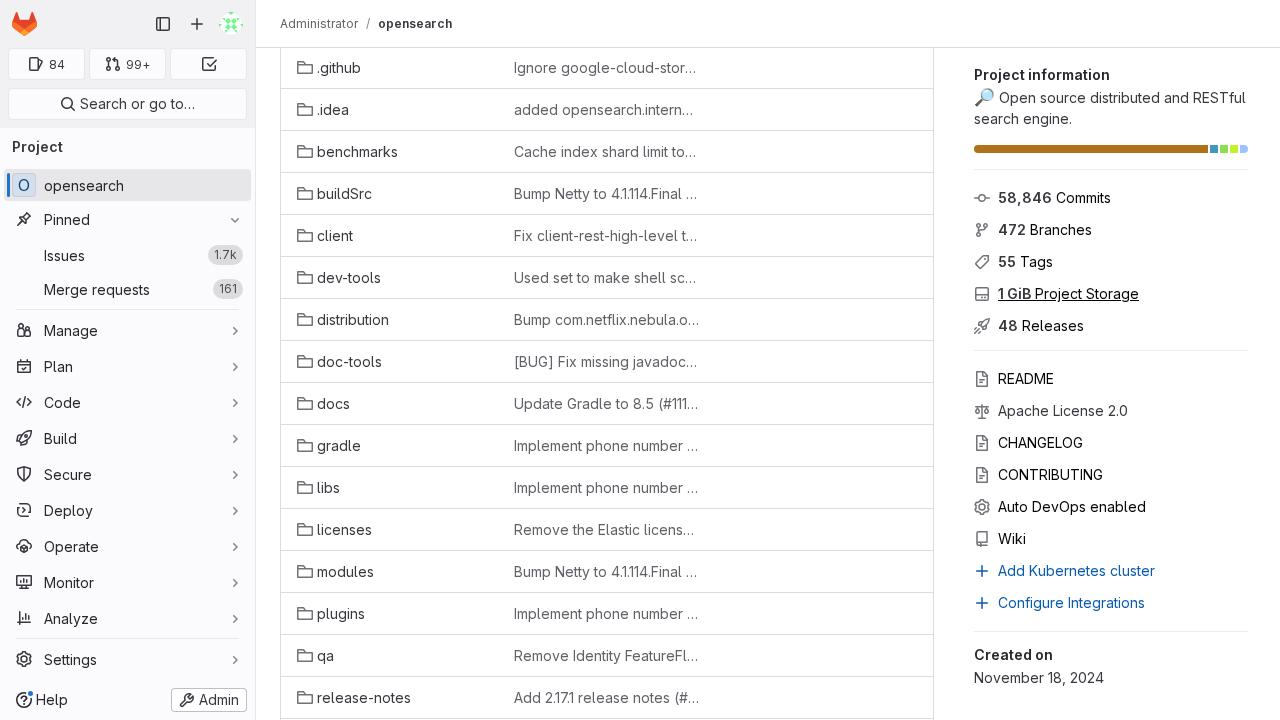 Administrator / opensearch
84
99+
Search or go to…
Project
O opensearch
Pinned
Issues 1.7k
Merge requests 161
Manage
Plan
Code
Build
Secure
Deploy
Operate
Monitor
Analyze
Settings
Help
Admin
.github Ignore google-cloud-stor…
.idea added opensearch.intern…
benchmarks Cache index shard limit to…
buildSrc Bump Netty to 4.1.114.Final …
client Fix client-rest-high-level t…
dev-tools Used set to make shell sc…
distribution Bump com.netflix.nebula.o…
doc-tools [BUG] Fix missing javadoc…
docs Update Gradle to 8.5 (#111…
gradle Implement phone number …
libs Implement phone number …
licenses Remove the Elastic licens…
modules Bump Netty to 4.1.114.Final …
plugins Implement phone number …
qa Remove Identity FeatureFl…
release-notes Add 2.17.1 release notes (#…
Project information
🔎 Open source distributed and RESTful
search engine.
58,846 Commits
472 Branches
55 Tags
1 GiB Project Storage
48 Releases
README
Apache License 2.0
CHANGELOG
CONTRIBUTING
Auto DevOps enabled
Wiki
Add Kubernetes cluster
Configure Integrations
Created on
November 18, 2024